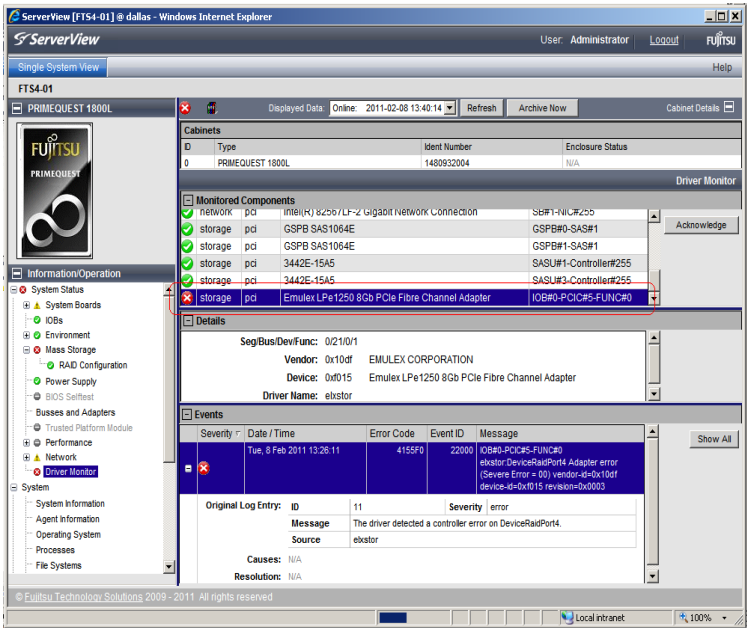 ServerView [FTS4-01] @ dallas - Windows Internet Explorer
ServerView
User: Administrator
Logout
FUJITSU
Single System View
Help
FTS4-01
PRIMEQUEST 1800L
Displayed Data: Online: 2011-02-08 13:40:14
Refresh
Archive Now
Cabinet Details
FUJITSU
PRIMEQUEST
Cabinets
ID Type Ident Number Enclosure Status
0 PRIMEQUEST 1800L 1480932004 N/A
Driver Monitor
Monitored Components
network pci Intel(R) 82567LF-2 Gigabit Network Connection SB#1-NIC#255
storage pci GSPB SAS1064E GSPB#0-SAS#1
storage pci GSPB SAS1064E GSPB#1-SAS#1
storage pci 3442E-15A5 SASU#1-Controller#255
storage pci 3442E-15A5 SASU#3-Controller#255
storage pci Emulex LPe1250 8Gb PCIe Fibre Channel Adapter IOB#0-PCIC#5-FUNC#0
Acknowledge
Information/Operation
System Status
System Boards
IOBs
Environment
Mass Storage
RAID Configuration
Power Supply
BIOS Selftest
Busses and Adapters
Trusted Platform Module
Performance
Network
Driver Monitor
System
System Information
Agent Information
Operating System
Processes
File Systems
Details
Seg/Bus/Dev/Func: 0/21/0/1
Vendor: 0x10df EMULEX CORPORATION
Device: 0xf015 Emulex LPe1250 8Gb PCIe Fibre Channel Adapter
Driver Name: elxstor
Events
Severity Date / Time Error Code Event ID Message
Show All
Tue, 8 Feb 2011 13:26:11 4155F0 22000 IOB#0-PCIC#5-FUNC#0
elxstor:DeviceRaidPort4 Adapter error
(Severe Error = 00) vendor-id=0x10df
device-id=0xf015 revision=0x0003
Original Log Entry: ID 11 Severity error
Message The driver detected a controller error on DeviceRaidPort4.
Source elxstor
Causes: N/A
Resolution: N/A
© Fujitsu Technology Solutions 2009 - 2011 All rights reserved
Local intranet
100%